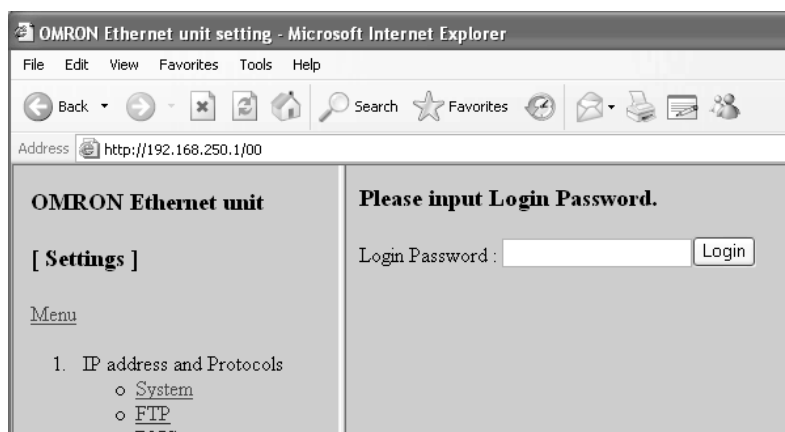 OMRON Ethernet unit setting - Microsoft Internet Explorer
File Edit View Favorites Tools Help
Back Search Favorites
Address http://192.168.250.1/00
OMRON Ethernet unit
[ Settings ]
Menu
1. IP address and Protocols
System
FTP
Please input Login Password.
Login Password : Login